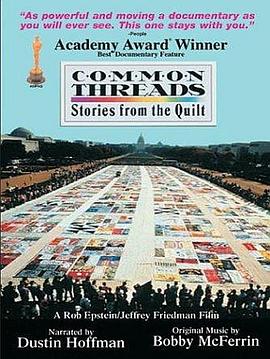 "As powerful and moving a documentary as
you will ever see. This one stays with you."
-People
Academy Award® Winner
Best Documentary Feature
COMMON
THREADS
Stories from the Quilt
A Rob Epstein/Jeffrey Friedman Film
Narrated by
Dustin Hoffman
Original Music by
Bobby McFerrin